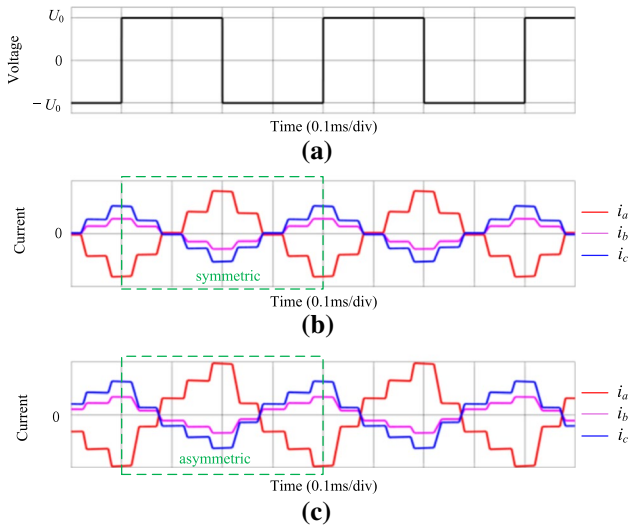 U0
Voltage
0
− U0
Time (0.1ms/div)
(a)
Current
0
symmetric
ia
ib
ic
Time (0.1ms/div)
(b)
Current
0
asymmetric
ia
ib
ic
Time (0.1ms/div)
(c)